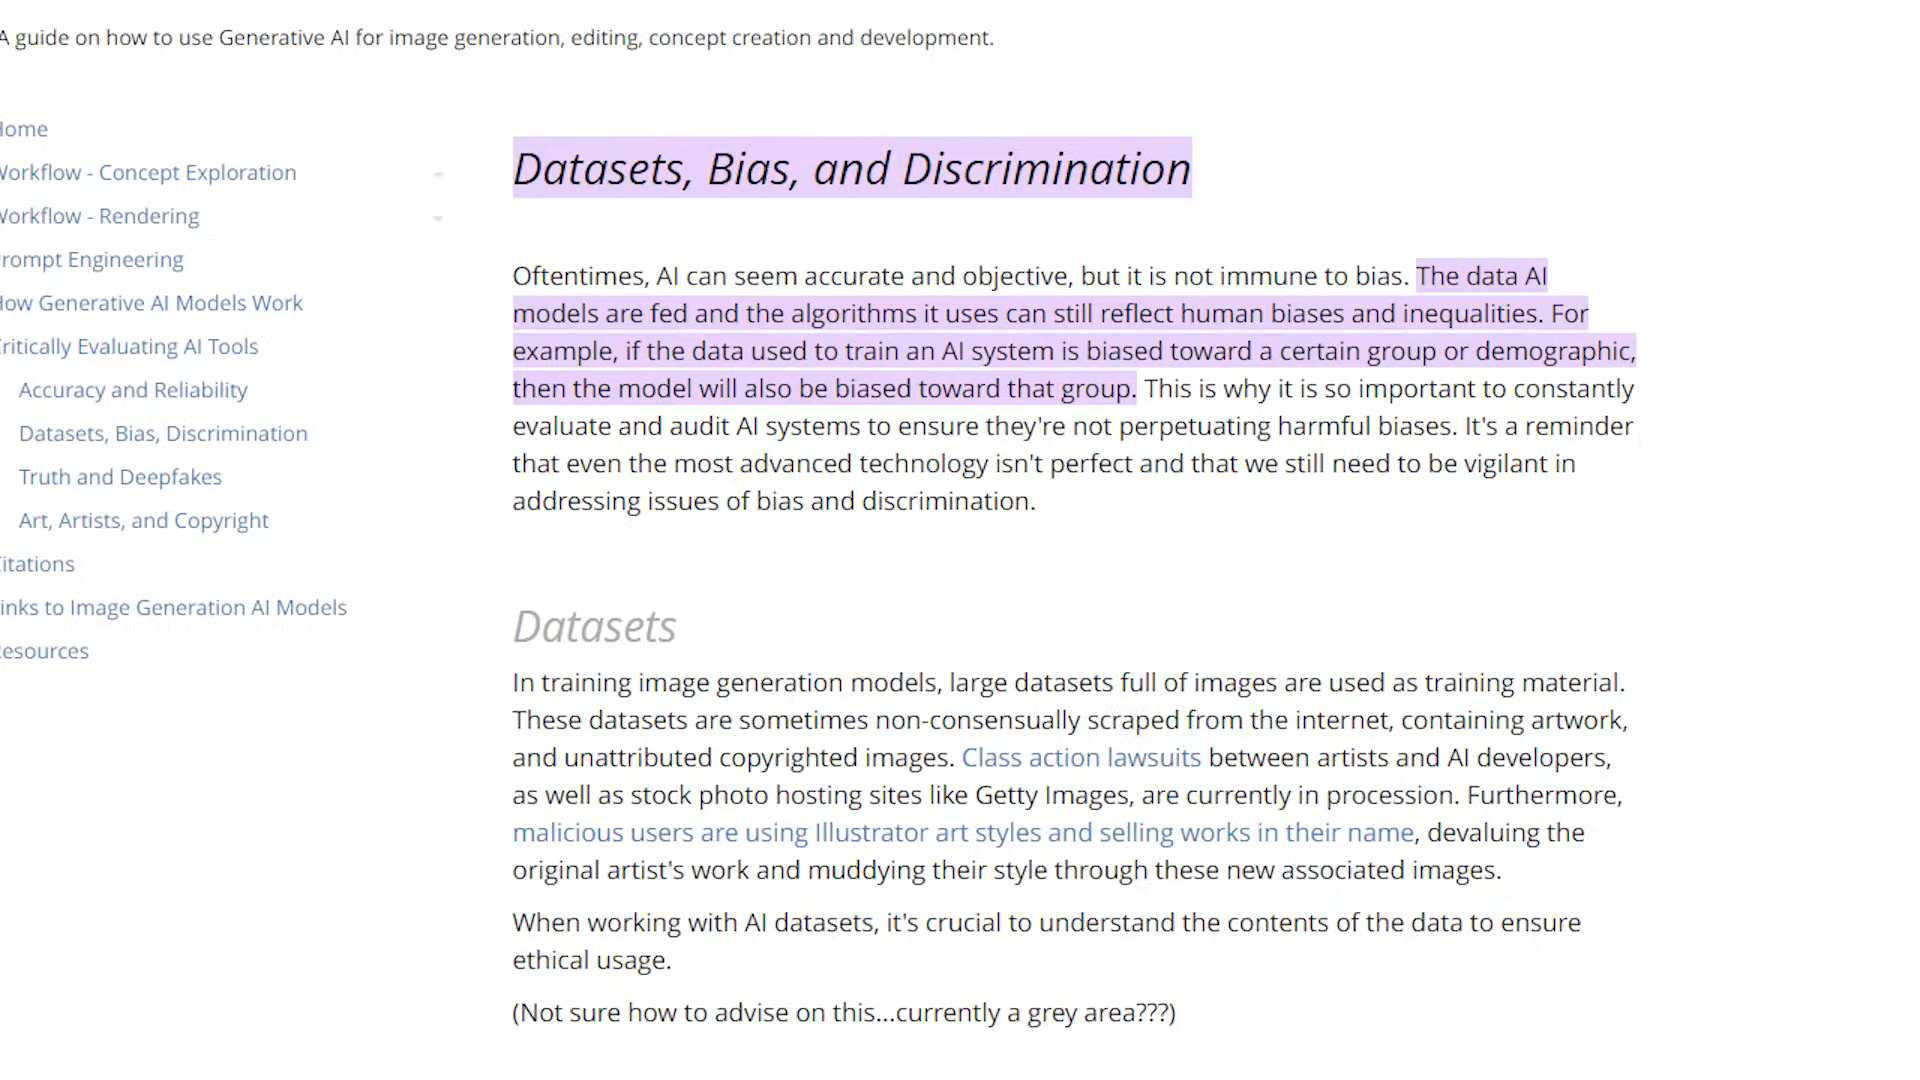 A guide on how to use Generative AI for image generation, editing, concept creation and development.
Home
Workflow - Concept Exploration
Workflow - Rendering
Prompt Engineering
How Generative AI Models Work
Critically Evaluating AI Tools
Accuracy and Reliability
Datasets, Bias, Discrimination
Truth and Deepfakes
Art, Artists, and Copyright
Citations
Links to Image Generation AI Models
Resources
Datasets, Bias, and Discrimination
Oftentimes, AI can seem accurate and objective, but it is not immune to bias. The data AI
models are fed and the algorithms it uses can still reflect human biases and inequalities. For
example, if the data used to train an AI system is biased toward a certain group or demographic,
then the model will also be biased toward that group. This is why it is so important to constantly
evaluate and audit AI systems to ensure they're not perpetuating harmful biases. It's a reminder
that even the most advanced technology isn't perfect and that we still need to be vigilant in
addressing issues of bias and discrimination.
Datasets
In training image generation models, large datasets full of images are used as training material.
These datasets are sometimes non-consensually scraped from the internet, containing artwork,
and unattributed copyrighted images. Class action lawsuits between artists and AI developers,
as well as stock photo hosting sites like Getty Images, are currently in procession. Furthermore,
malicious users are using Illustrator art styles and selling works in their name, devaluing the
original artist's work and muddying their style through these new associated images.
When working with AI datasets, it's crucial to understand the contents of the data to ensure
ethical usage.
(Not sure how to advise on this...currently a grey area???)